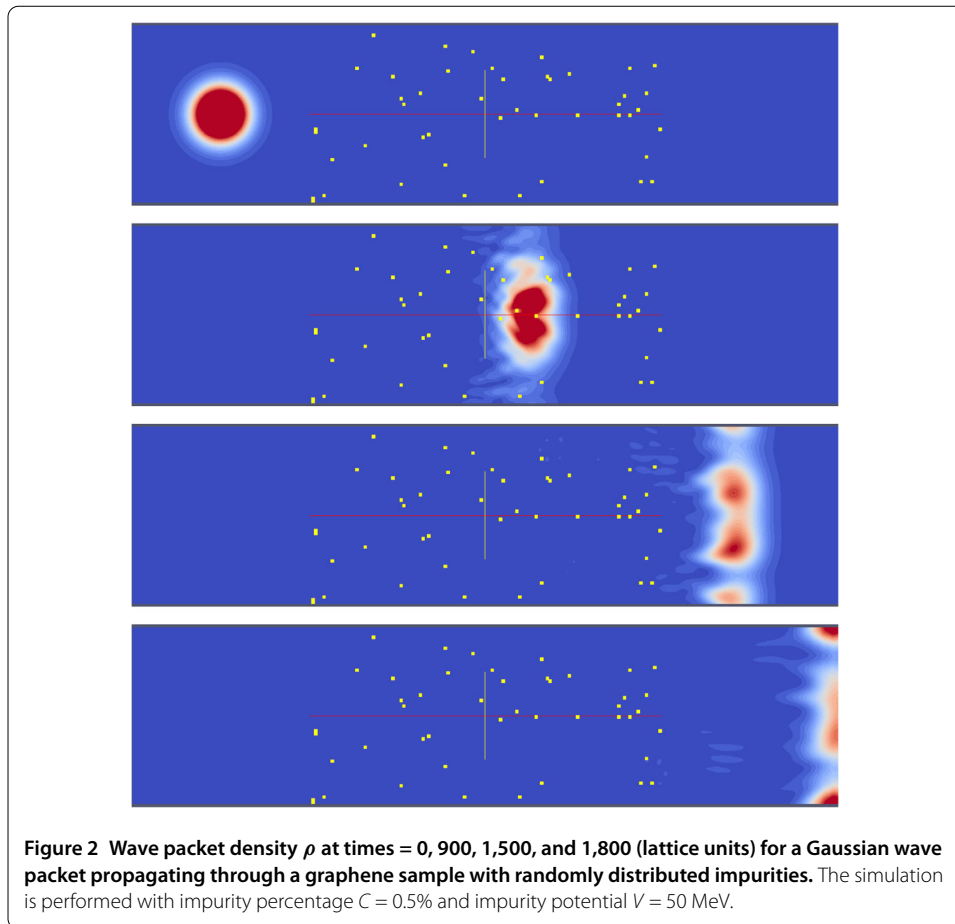 Figure 2 Wave packet density ρ at times = 0, 900, 1,500, and 1,800 (lattice units) for a Gaussian wave
packet propagating through a graphene sample with randomly distributed impurities. The simulation
is performed with impurity percentage C = 0.5% and impurity potential V = 50 MeV.